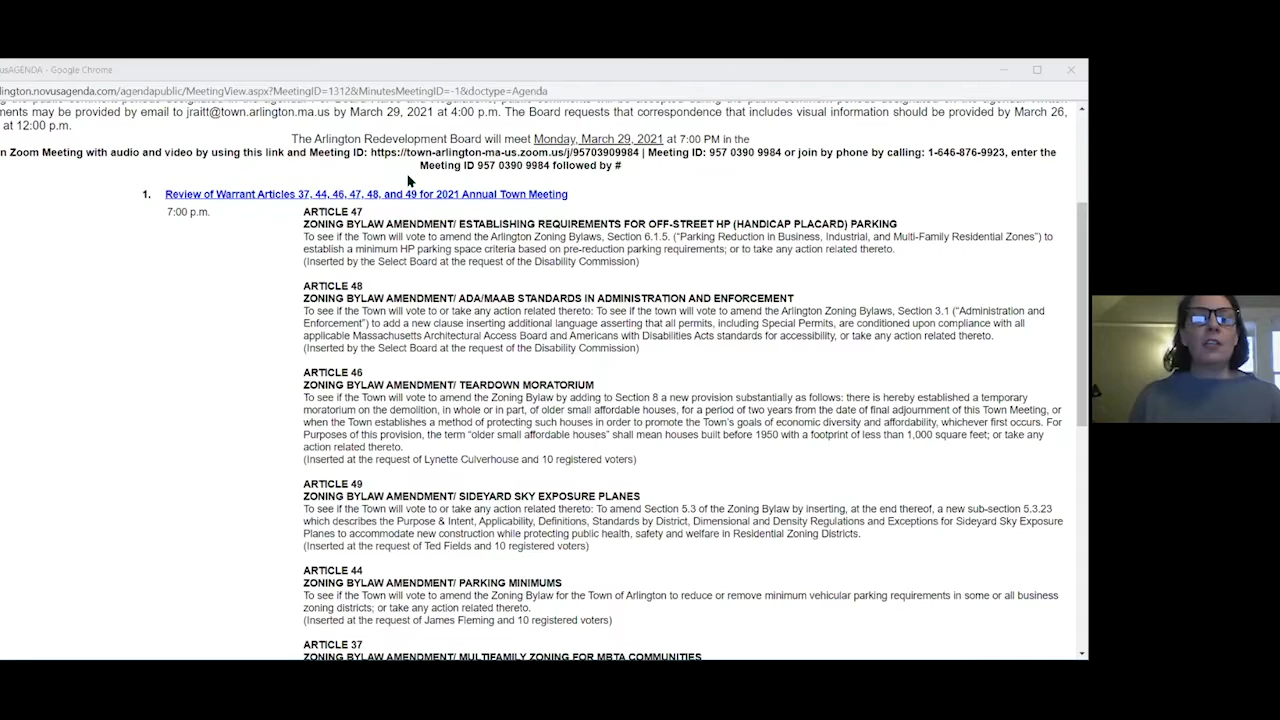 usAGENDA - Google Chrome
lington.novusagenda.com/agendapublic/MeetingView.aspx?MeetingID=1312&MinutesMeetingID=-1&doctype=Agenda
ments may be provided by email to jraitt@town.arlington.ma.us by March 29, 2021 at 4:00 p.m. The Board requests that correspondence that includes visual information should be provided by March 26,
at 12:00 p.m.
The Arlington Redevelopment Board will meet Monday, March 29, 2021 at 7:00 PM in the
n Zoom Meeting with audio and video by using this link and Meeting ID: https://town-arlington-ma-us.zoom.us/j/95703909984 | Meeting ID: 957 0390 9984 or join by phone by calling: 1-646-876-9923, enter the
Meeting ID 957 0390 9984 followed by #
1. Review of Warrant Articles 37, 44, 46, 47, 48, and 49 for 2021 Annual Town Meeting
7:00 p.m. ARTICLE 47
ZONING BYLAW AMENDMENT/ ESTABLISHING REQUIREMENTS FOR OFF-STREET HP (HANDICAP PLACARD) PARKING
To see if the Town will vote to amend the Arlington Zoning Bylaws, Section 6.1.5. ("Parking Reduction in Business, Industrial, and Multi-Family Residential Zones") to
establish a minimum HP parking space criteria based on pre-reduction parking requirements; or to take any action related thereto.
(Inserted by the Select Board at the request of the Disability Commission)
ARTICLE 48
ZONING BYLAW AMENDMENT/ ADA/MAAB STANDARDS IN ADMINISTRATION AND ENFORCEMENT
To see if the Town will vote to or take any action related thereto: To see if the town will vote to amend the Arlington Zoning Bylaws, Section 3.1 ("Administration and
Enforcement") to add a new clause inserting additional language asserting that all permits, including Special Permits, are conditioned upon compliance with all
applicable Massachusetts Architectural Access Board and Americans with Disabilities Acts standards for accessibility, or take any action related thereto.
(Inserted by the Select Board at the request of the Disability Commission)
ARTICLE 46
ZONING BYLAW AMENDMENT/ TEARDOWN MORATORIUM
To see if the Town will vote to amend the Zoning Bylaw by adding to Section 8 a new provision substantially as follows: there is hereby established a temporary
moratorium on the demolition, in whole or in part, of older small affordable houses, for a period of two years from the date of final adjournment of this Town Meeting, or
when the Town establishes a method of protecting such houses in order to promote the Town's goals of economic diversity and affordability, whichever first occurs. For
Purposes of this provision, the term "older small affordable houses" shall mean houses built before 1950 with a footprint of less than 1,000 square feet; or take any
action related thereto.
(Inserted at the request of Lynette Culverhouse and 10 registered voters)
ARTICLE 49
ZONING BYLAW AMENDMENT/ SIDEYARD SKY EXPOSURE PLANES
To see if the Town will vote to or take any action related thereto: To amend Section 5.3 of the Zoning Bylaw by inserting, at the end thereof, a new sub-section 5.3.23
which describes the Purpose & Intent, Applicability, Definitions, Standards by District, Dimensional and Density Regulations and Exceptions for Sideyard Sky Exposure
Planes to accommodate new construction while protecting public health, safety and welfare in Residential Zoning Districts.
(Inserted at the request of Ted Fields and 10 registered voters)
ARTICLE 44
ZONING BYLAW AMENDMENT/ PARKING MINIMUMS
To see if the Town will vote to amend the Zoning Bylaw for the Town of Arlington to reduce or remove minimum vehicular parking requirements in some or all business
zoning districts; or take any action related thereto.
(Inserted at the request of James Fleming and 10 registered voters)
ARTICLE 37
ZONING BYLAW AMENDMENT/ MULTIFAMILY ZONING FOR MBTA COMMUNITIES